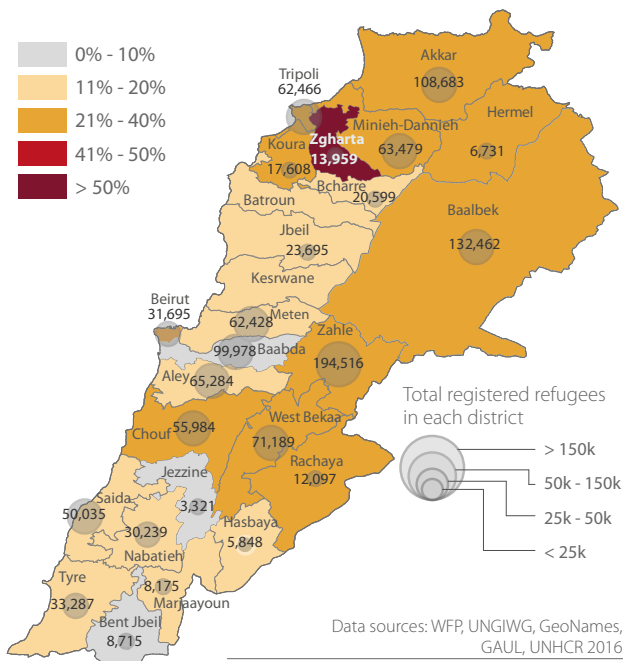 0% - 10%
11% - 20%
21% - 40%
41% - 50%
> 50%
Akkar
108,683
Tripoli
62,466
Hermel
6,731
Zgharta
13,959
Minieh-Dannieh
63,479
Koura
17,608
Bcharre
20,599
Batroun
Baalbek
132,462
Jbeil
23,695
Kesrwane
Beirut
31,695
Meten
62,428
Zahle
194,516
99,978 Baabda
Aley
65,284
Total registered refugees
in each district
> 150k
50k - 150k
25k - 50k
< 25k
55,984
Chouf
West Bekaa
71,189
Rachaya
12,097
Jezzine
3,321
Saida
50,035
30,239
Nabatieh
Hasbaya
5,848
Tyre
33,287
8,175
Marjaayoun
Bent Jbeil
8,715
Data sources: WFP, UNGIWG, GeoNames,
GAUL, UNHCR 2016